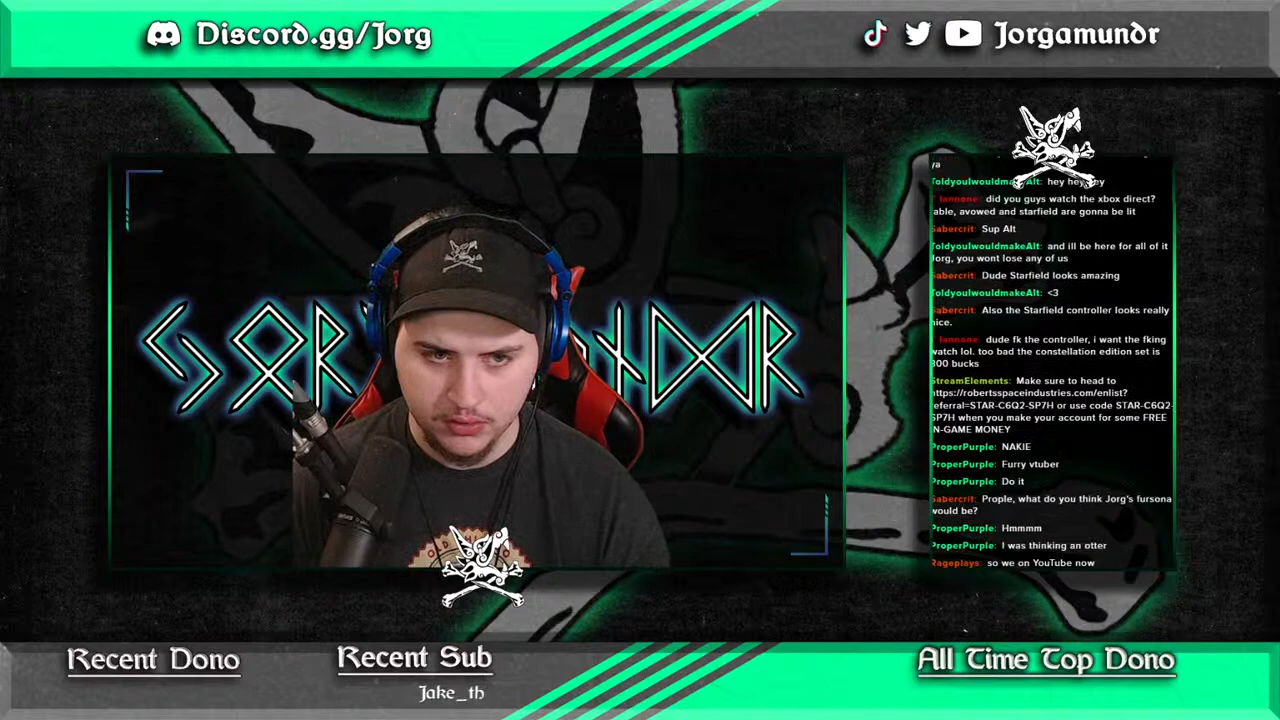 Discord.gg/Jorg
Jorgamundr
ya
ToldyouIwouldmakeAlt: hey hey hey
Iannone: did you guys watch the xbox direct?
able, avowed and starfield are gonna be lit
Sabercrit: Sup Alt
ToldyouIwouldmakeAlt: and ill be here for all of it
Jorg, you wont lose any of us
Sabercrit: Dude Starfield looks amazing
ToldyouIwouldmakeAlt: <3
Sabercrit: Also the Starfield controller looks really
nice.
Iannone: dude fk the controller, i want the fking
watch lol. too bad the constellation edition set is
300 bucks
StreamElements: Make sure to head to
https://robertsspaceindustries.com/enlist?
referral=STAR-C6Q2-SP7H or use code STAR-C6Q2-
SP7H when you make your account for some FREE
IN-GAME MONEY
ProperPurple: NAKIE
ProperPurple: Furry vtuber
ProperPurple: Do it
Sabercrit: Prople, what do you think Jorg's fursona
would be?
ProperPurple: Hmmmm
ProperPurple: I was thinking an otter
Rageplays: so we on YouTube now
Recent Dono
Recent Sub
Jake_th
All Time Top Dono